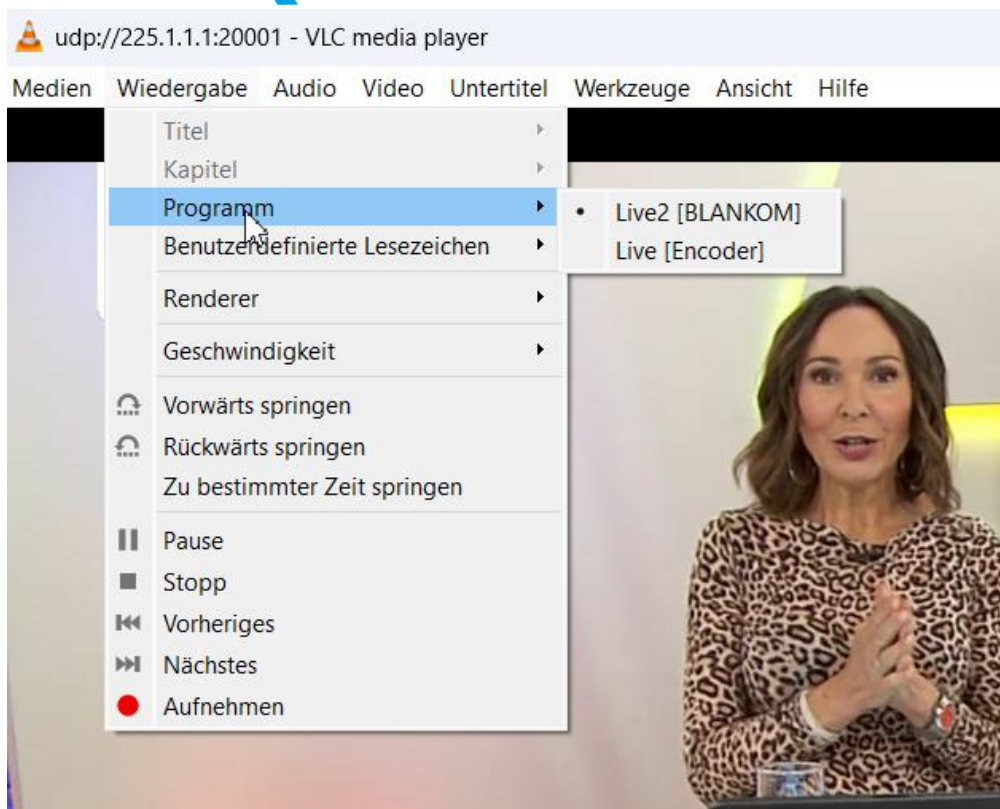 udp://225.1.1.1:20001 - VLC media player
Medien Wiedergabe Audio Video Untertitel Werkzeuge Ansicht Hilfe
Titel
Kapitel
Programm
Live2 [BLANKOM]
Benutzerdefinierte Lesezeichen
Live [Encoder]
Renderer
Geschwindigkeit
Vorwärts springen
Rückwärts springen
Zu bestimmter Zeit springen
Pause
Stopp
Vorheriges
Nächstes
Aufnehmen